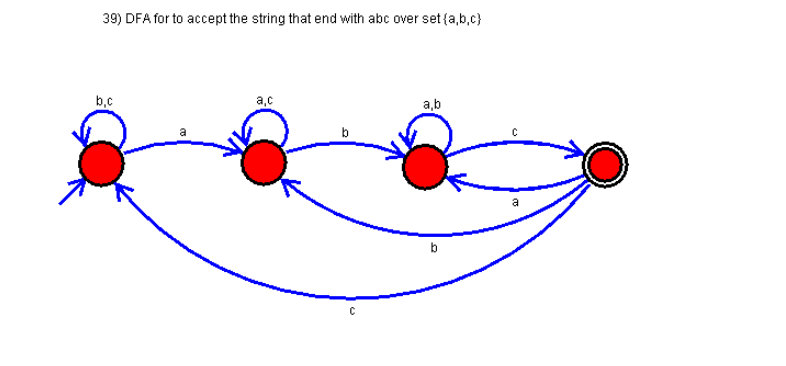 39) DFA for to accept the string that end with abc over set {a,b,c}
b,c
a
a,c
b
a,b
c
a
b
c